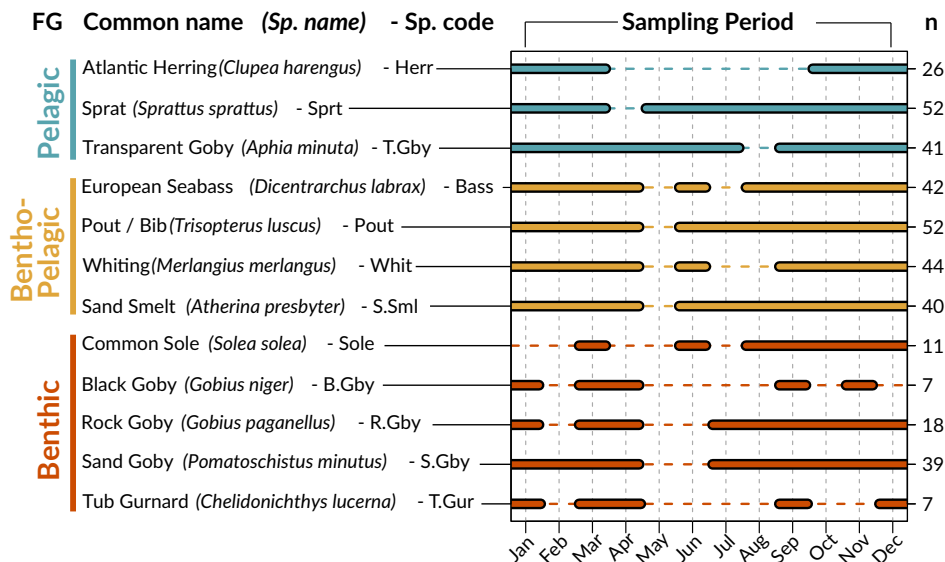 FG Common name (Sp. name) - Sp. code Sampling Period n
Pelagic
Atlantic Herring(Clupea harengus) - Herr 26
Sprat (Sprattus sprattus) - Sprt 52
Transparent Goby (Aphia minuta) - T.Gby 41
Bentho-
Pelagic
European Seabass (Dicentrarchus labrax) - Bass 42
Pout / Bib(Trisopterus luscus) - Pout 52
Whiting(Merlangius merlangus) - Whit 44
Sand Smelt (Atherina presbyter) - S.Sml 40
Benthic
Common Sole (Solea solea) - Sole 11
Black Goby (Gobius niger) - B.Gby 7
Rock Goby (Gobius paganellus) - R.Gby 18
Sand Goby (Pomatoschistus minutus) - S.Gby 39
Tub Gurnard (Chelidonichthys lucerna) - T.Gur 7
Jan Feb Mar Apr May Jun Jul Aug Sep Oct Nov Dec